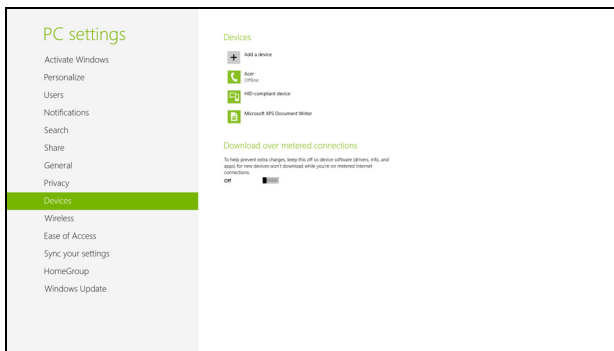 PC settings
Activate Windows
Personalize
Users
Notifications
Search
Share
General
Privacy
Devices
Wireless
Ease of Access
Sync your settings
HomeGroup
Windows Update
Devices
Add a device
Acer
Offline
HID-compliant device
Microsoft XPS Document Writer
Download over metered connections
To help prevent extra charges, keep this off so device software (drivers, info, and
apps) for new devices won't download while you're on metered Internet
connections.
Off